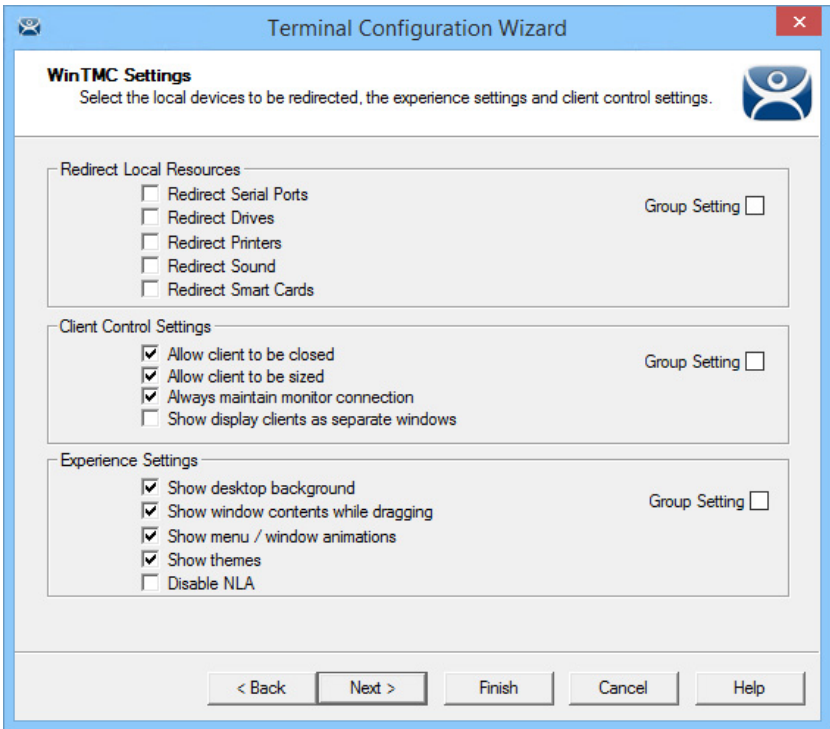 Terminal Configuration Wizard
WinTMC Settings
Select the local devices to be redirected, the experience settings and client control settings.
Redirect Local Resources
Redirect Serial Ports
Group Setting
Redirect Drives
Redirect Printers
Redirect Sound
Redirect Smart Cards
Client Control Settings
Allow client to be closed
Group Setting
Allow client to be sized
Always maintain monitor connection
Show display clients as separate windows
Experience Settings
Show desktop background
Group Setting
Show window contents while dragging
Show menu / window animations
Show themes
Disable NLA
< Back Next > Finish Cancel Help